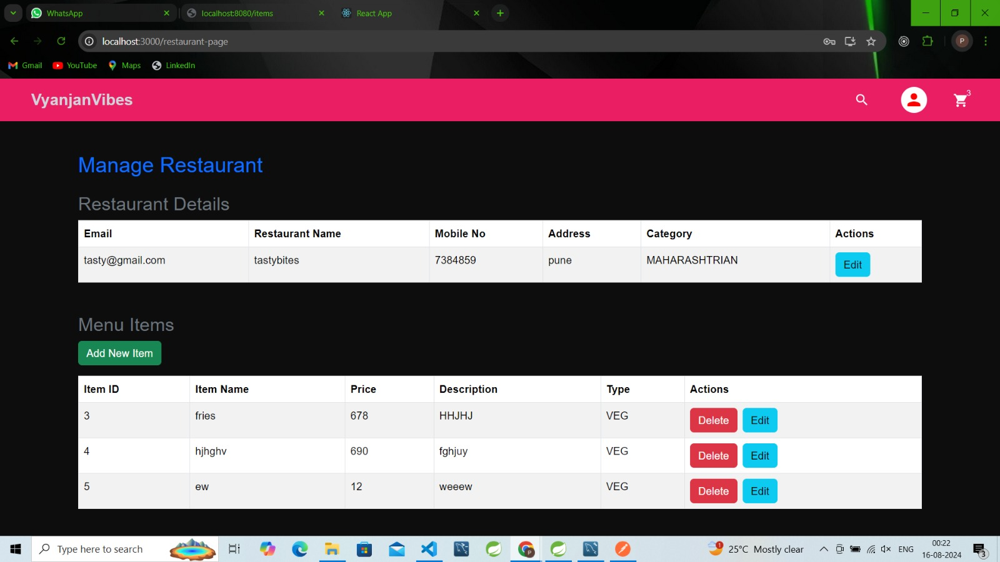 WhatsApp
localhost:8080/items
React App
localhost:3000/restaurant-page
P
Gmail
YouTube
Maps
LinkedIn
VyanjanVibes
3
Manage Restaurant
Restaurant Details
Email Restaurant Name Mobile No Address Category Actions
tasty@gmail.com tastybites 7384859 pune MAHARASHTRIAN Edit
Menu Items
Add New Item
Item ID Item Name Price Description Type Actions
3 fries 678 HHJHJ VEG Delete Edit
4 hjhghv 690 fghjuy VEG Delete Edit
5 ew 12 weeew VEG Delete Edit
Type here to search
P
1
25°C Mostly clear
ENG
00:22
16-08-2024
3